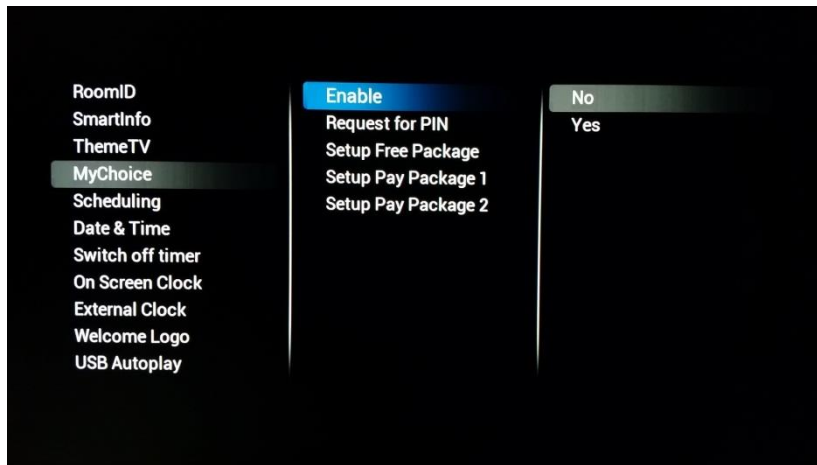 RoomID
SmartInfo
ThemeTV
MyChoice
Scheduling
Date & Time
Switch off timer
On Screen Clock
External Clock
Welcome Logo
USB Autoplay
Enable
Request for PIN
Setup Free Package
Setup Pay Package 1
Setup Pay Package 2
No
Yes